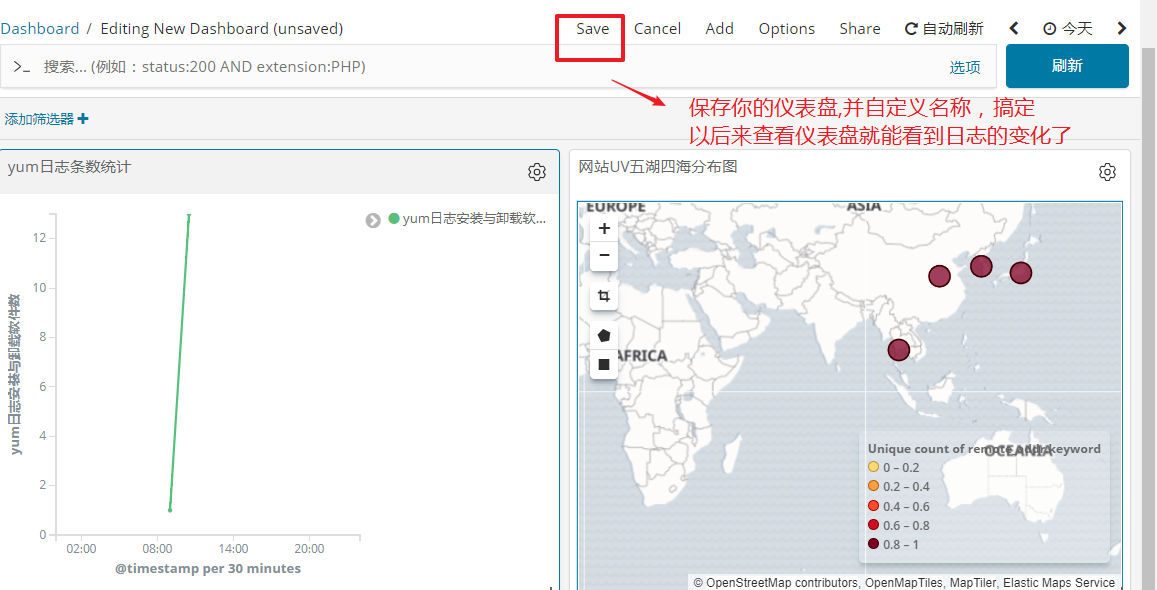 Dashboard / Editing New Dashboard (unsaved) Save Cancel Add Options Share 自动刷新 今天
>_ 搜索... (例如：status:200 AND extension:PHP) 选项 刷新
保存你的仪表盘,并自定义名称，搞定
以后来查看仪表盘就能看到日志的变化了
添加筛选器
yum日志条数统计
yum日志安装与卸载软...
12
10
8
6
4
2
0
yum日志安装与卸载软件数
02:00 08:00 14:00 20:00
@timestamp per 30 minutes
网站UV五湖四海分布图
EUROPE ASIA
+
−
AFRICA
OCEANIA
Unique count of remote_addr.keyword
0 – 0.2
0.2 – 0.4
0.4 – 0.6
0.6 – 0.8
0.8 – 1
© OpenStreetMap contributors, OpenMapTiles, MapTiler, Elastic Maps Service